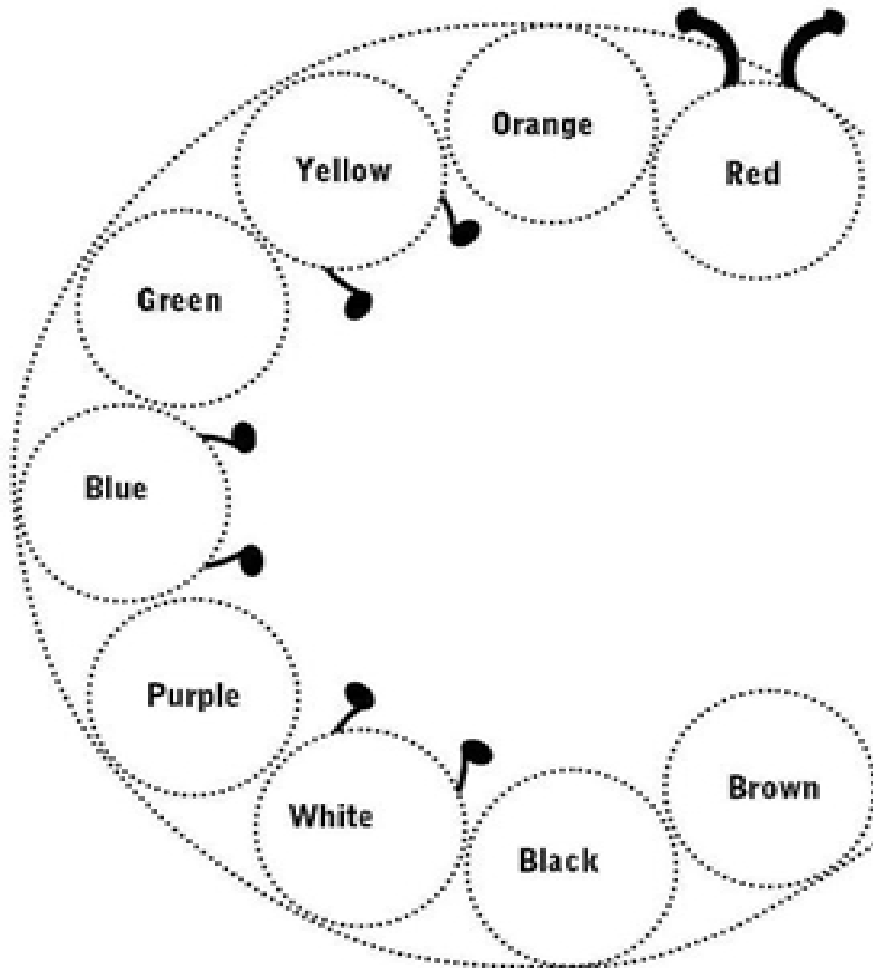 Red
Orange
Yellow
Green
Blue
Purple
White
Black
Brown